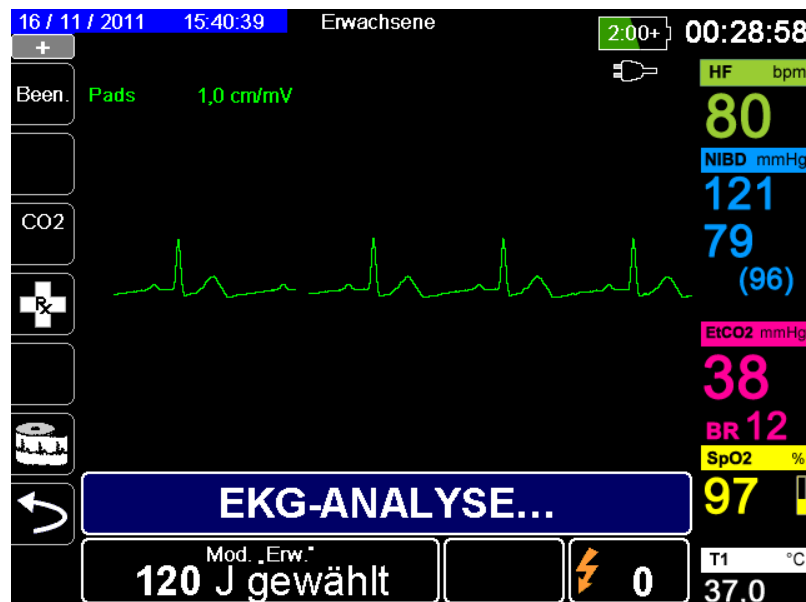 16 / 11 / 2011 15:40:39 Erwachsene 2:00+ 00:28:58
+
Been.
Pads 1,0 cm/mV
CO2
Rx
HF bpm
80
NIBD mmHg
121
79
(96)
EtCO2 mmHg
38
BR 12
SpO2 %
97
T1 °C
37.0
EKG-ANALYSE...
Mod. „Erw.“
120 J gewählt
0